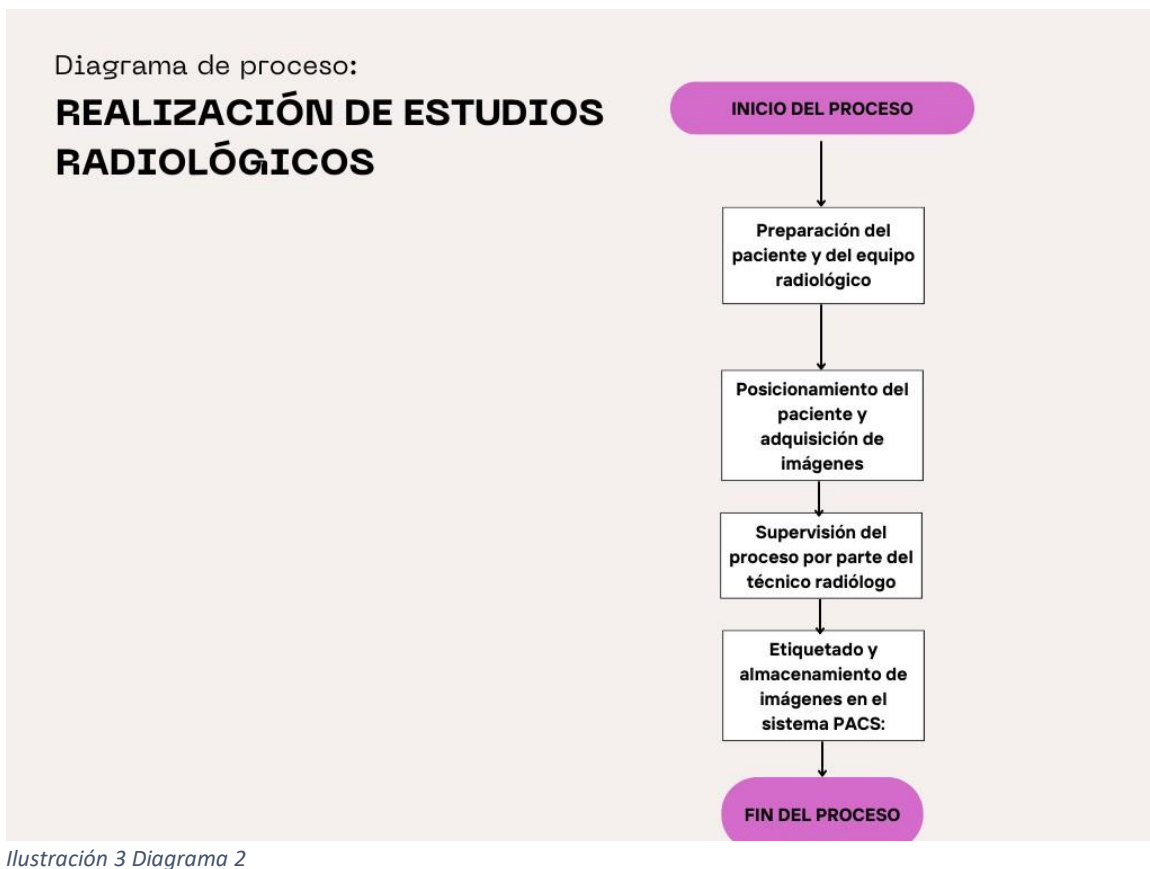 Diagrama de proceso:
REALIZACIÓN DE ESTUDIOS
RADIOLÓGICOS
INICIO DEL PROCESO
Preparación del
paciente y del equipo
radiológico
Posicionamiento del
paciente y
adquisición de
imágenes
Supervisión del
proceso por parte del
técnico radiólogo
Etiquetado y
almacenamiento de
imágenes en el
sistema PACS:
FIN DEL PROCESO
Ilustración 3 Diagrama 2